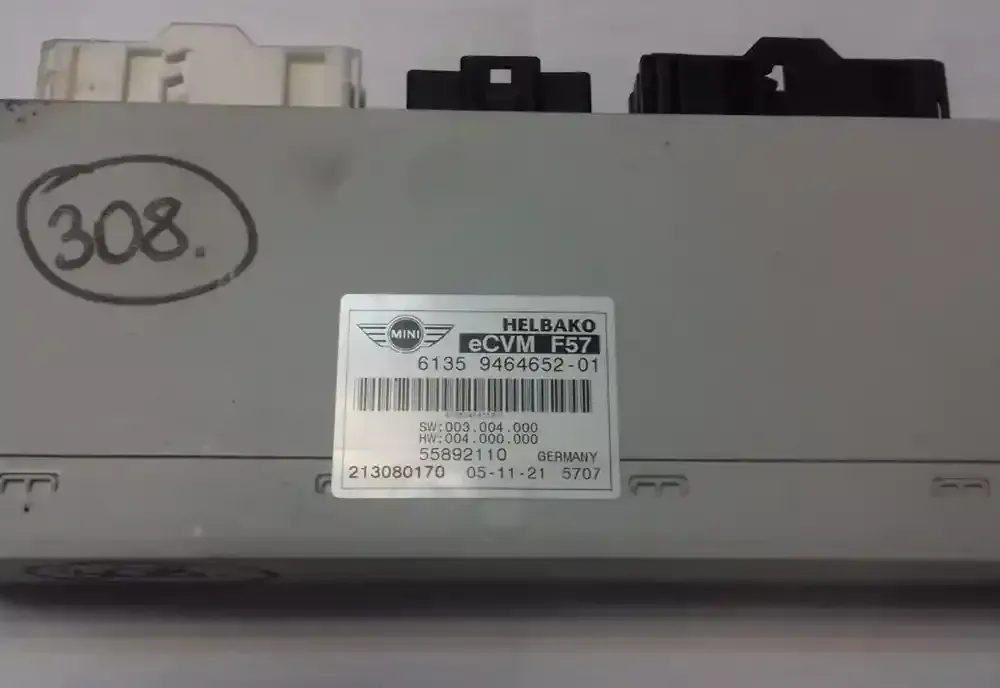 308.
MINI
HELBAKO
eCVM F57
6135 9464652-01
SW:003.004.000
HW:004.000.000
55892110 GERMANY
213080170 05-11-21 5707